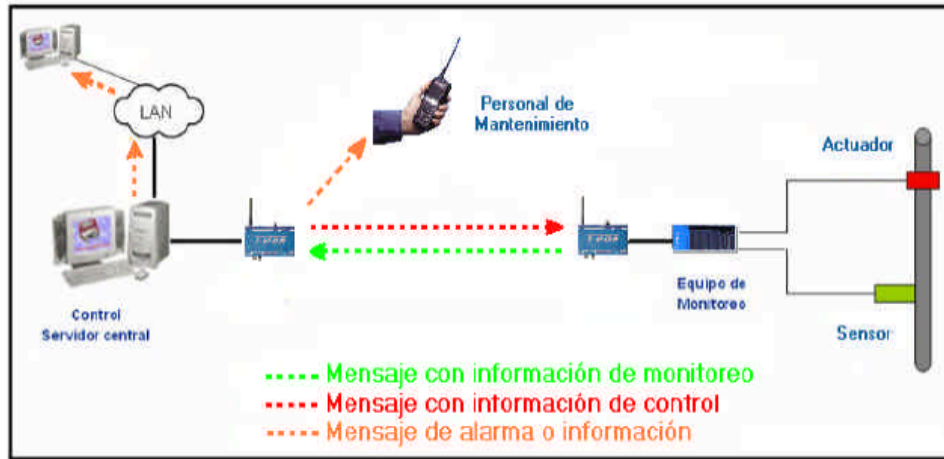 LAN
Personal de
Mantenimiento
Actuador
Control
Servidor central
Equipo de
Monitoreo
Sensor
Mensaje con información de monitoreo
Mensaje con información de control
Mensaje de alarma o información